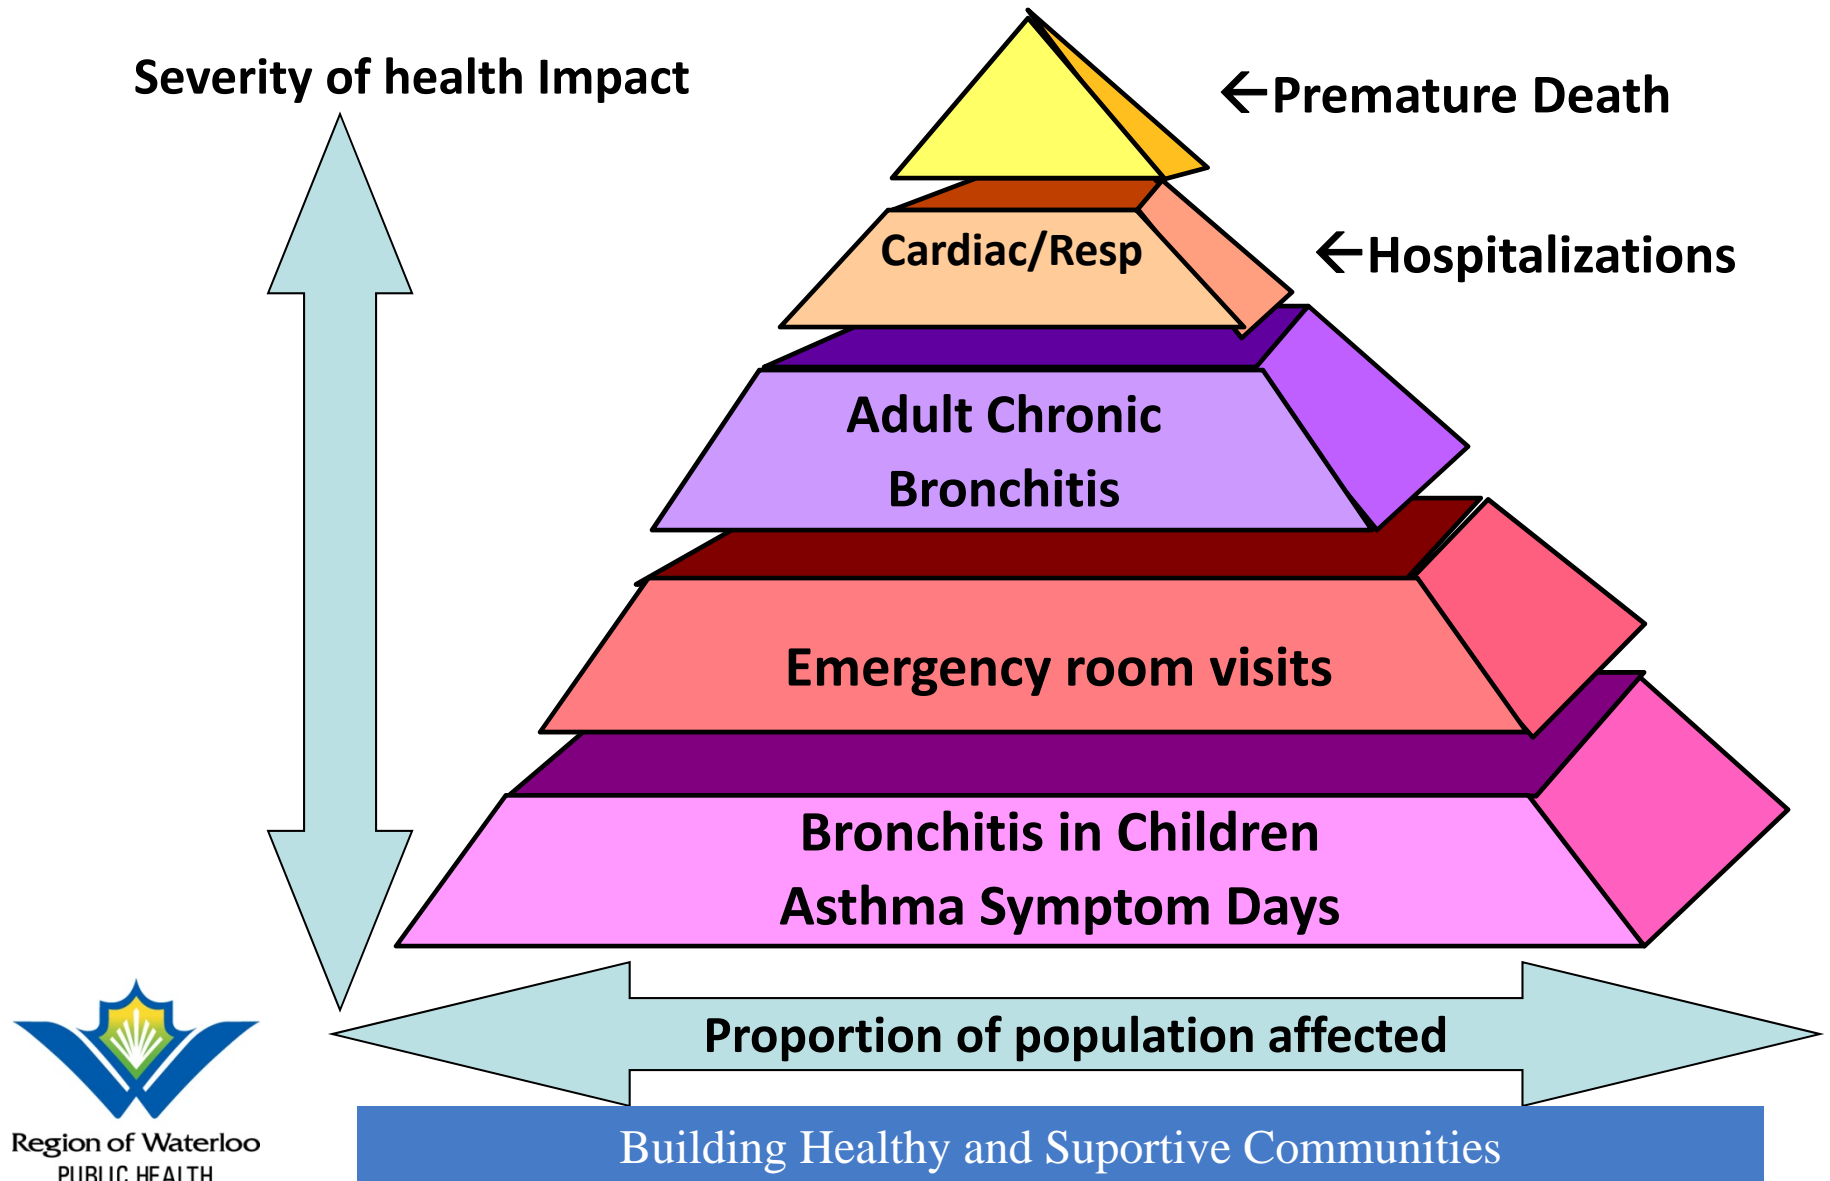 Severity of health Impact
←Premature Death
Cardiac/Resp
←Hospitalizations
Adult Chronic
Bronchitis
Emergency room visits
Bronchitis in Children
Asthma Symptom Days
Proportion of population affected
Region of Waterloo
PUBLIC HEALTH
Building Healthy and Suportive Communities